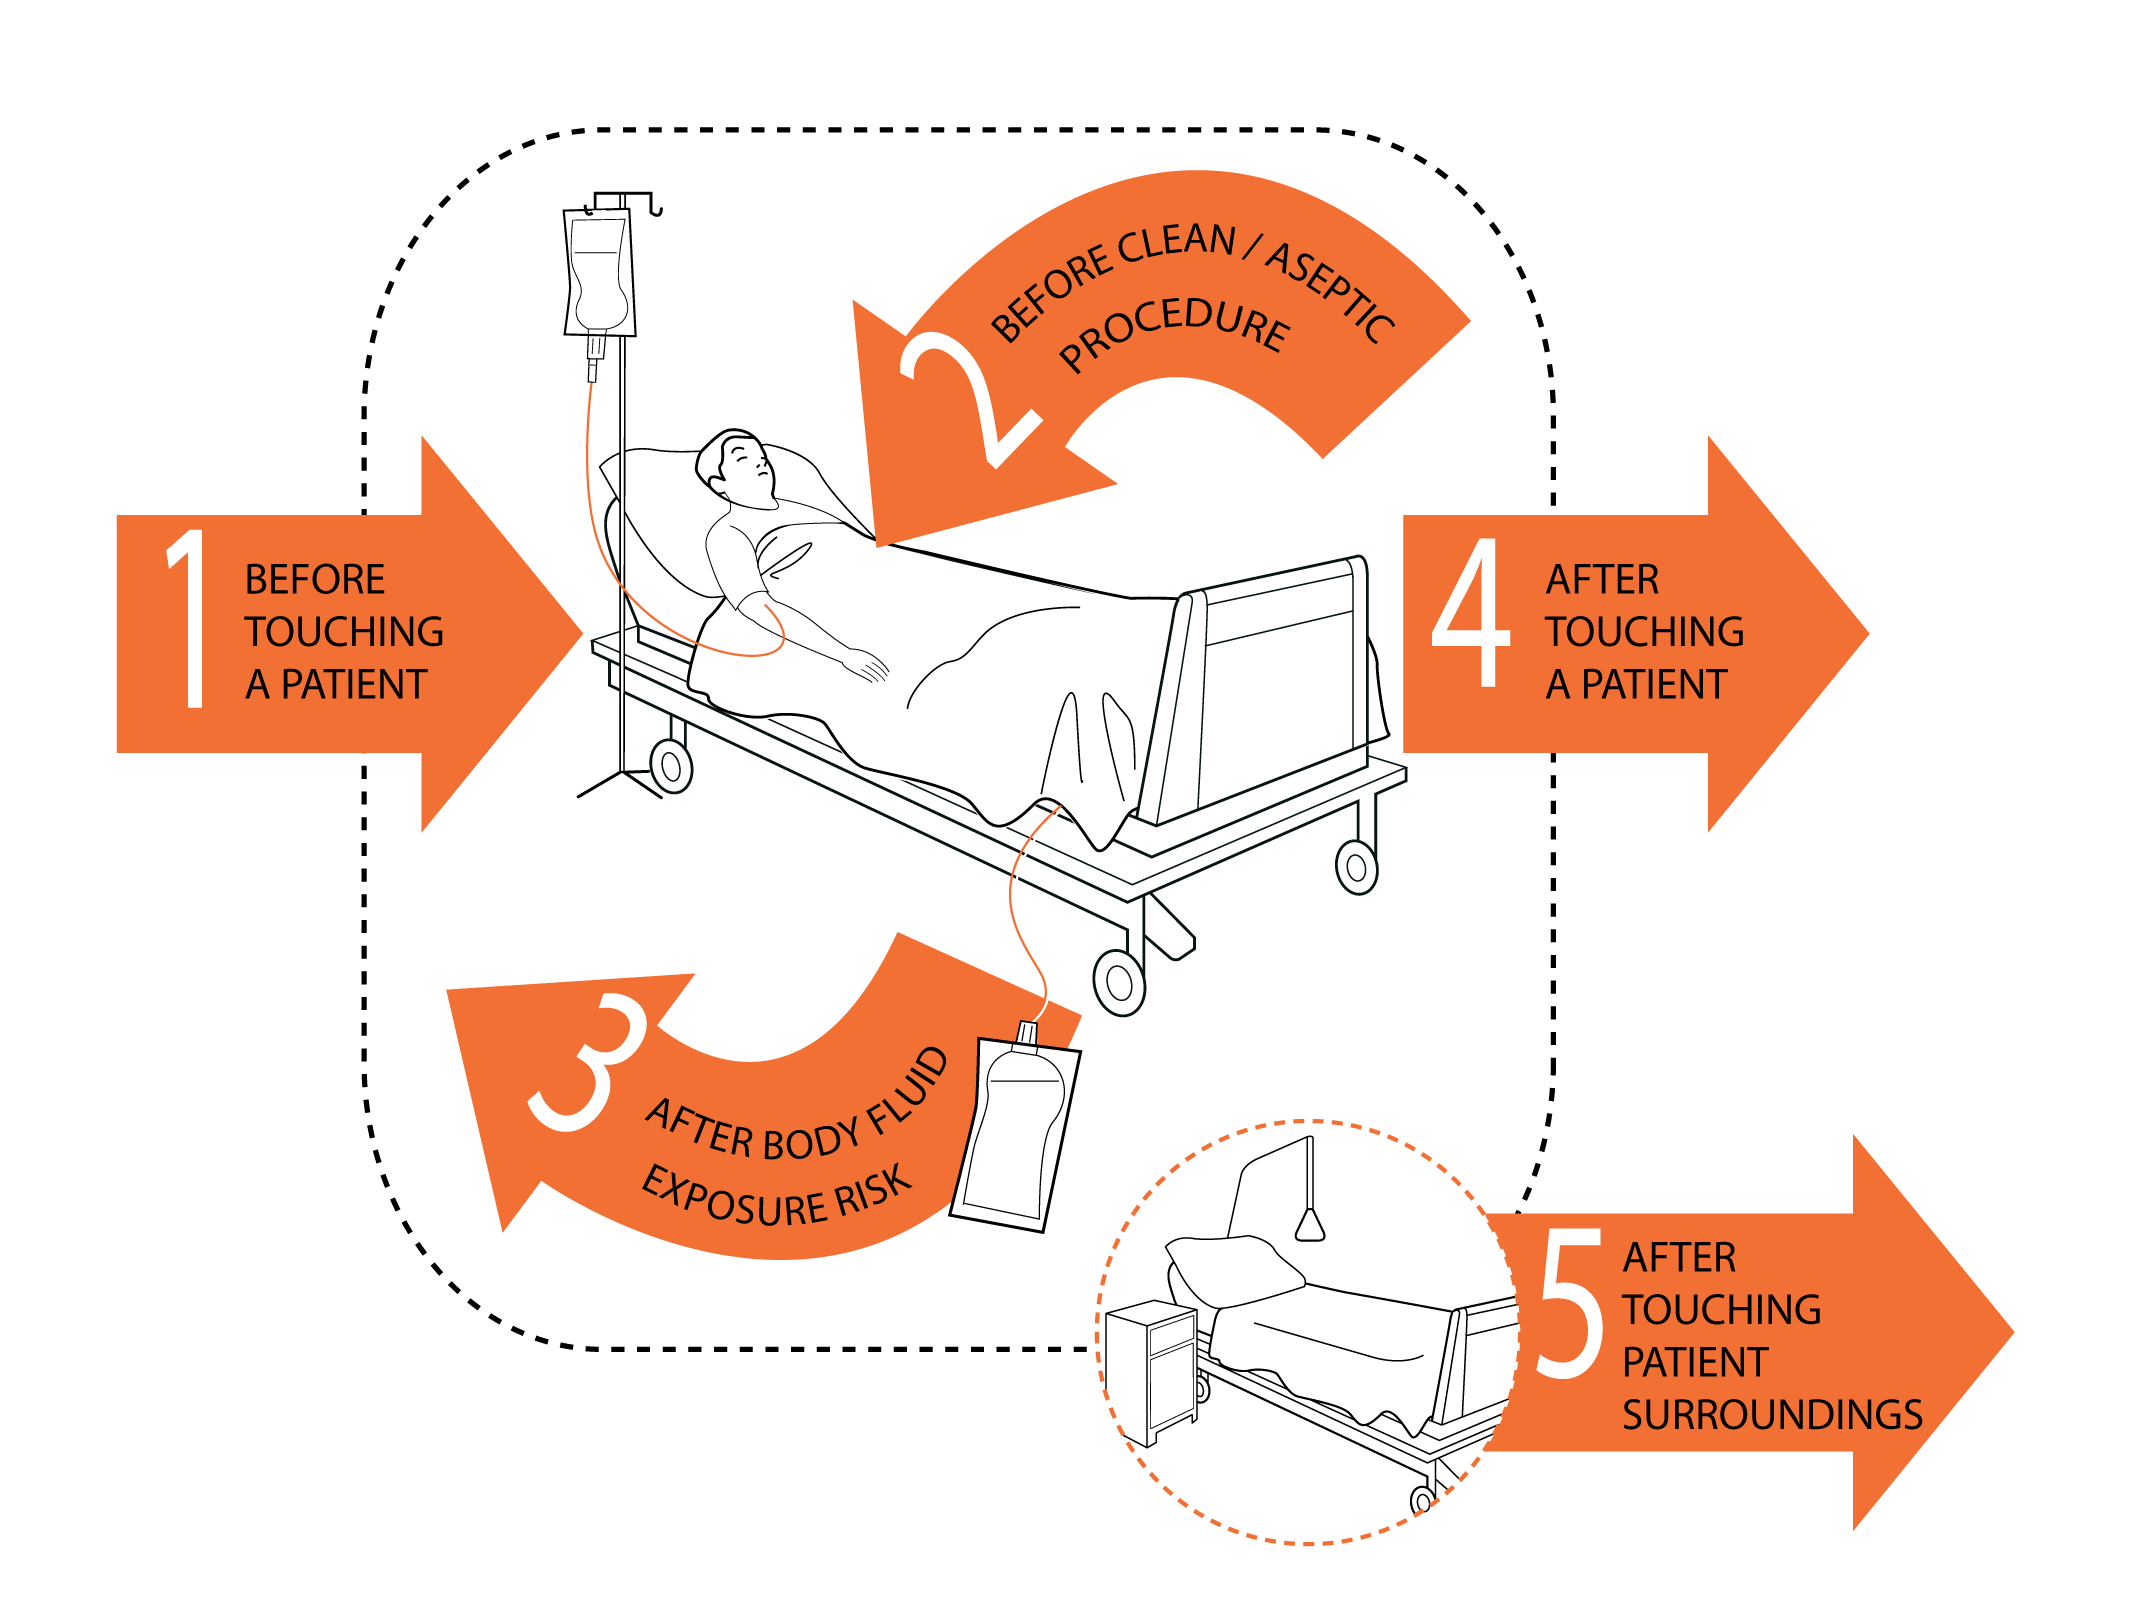 1
BEFORE
TOUCHING
A PATIENT
2
BEFORE CLEAN / ASEPTIC
PROCEDURE
3
AFTER BODY FLUID
EXPOSURE RISK
4
AFTER
TOUCHING
A PATIENT
5
AFTER
TOUCHING
PATIENT
SURROUNDINGS